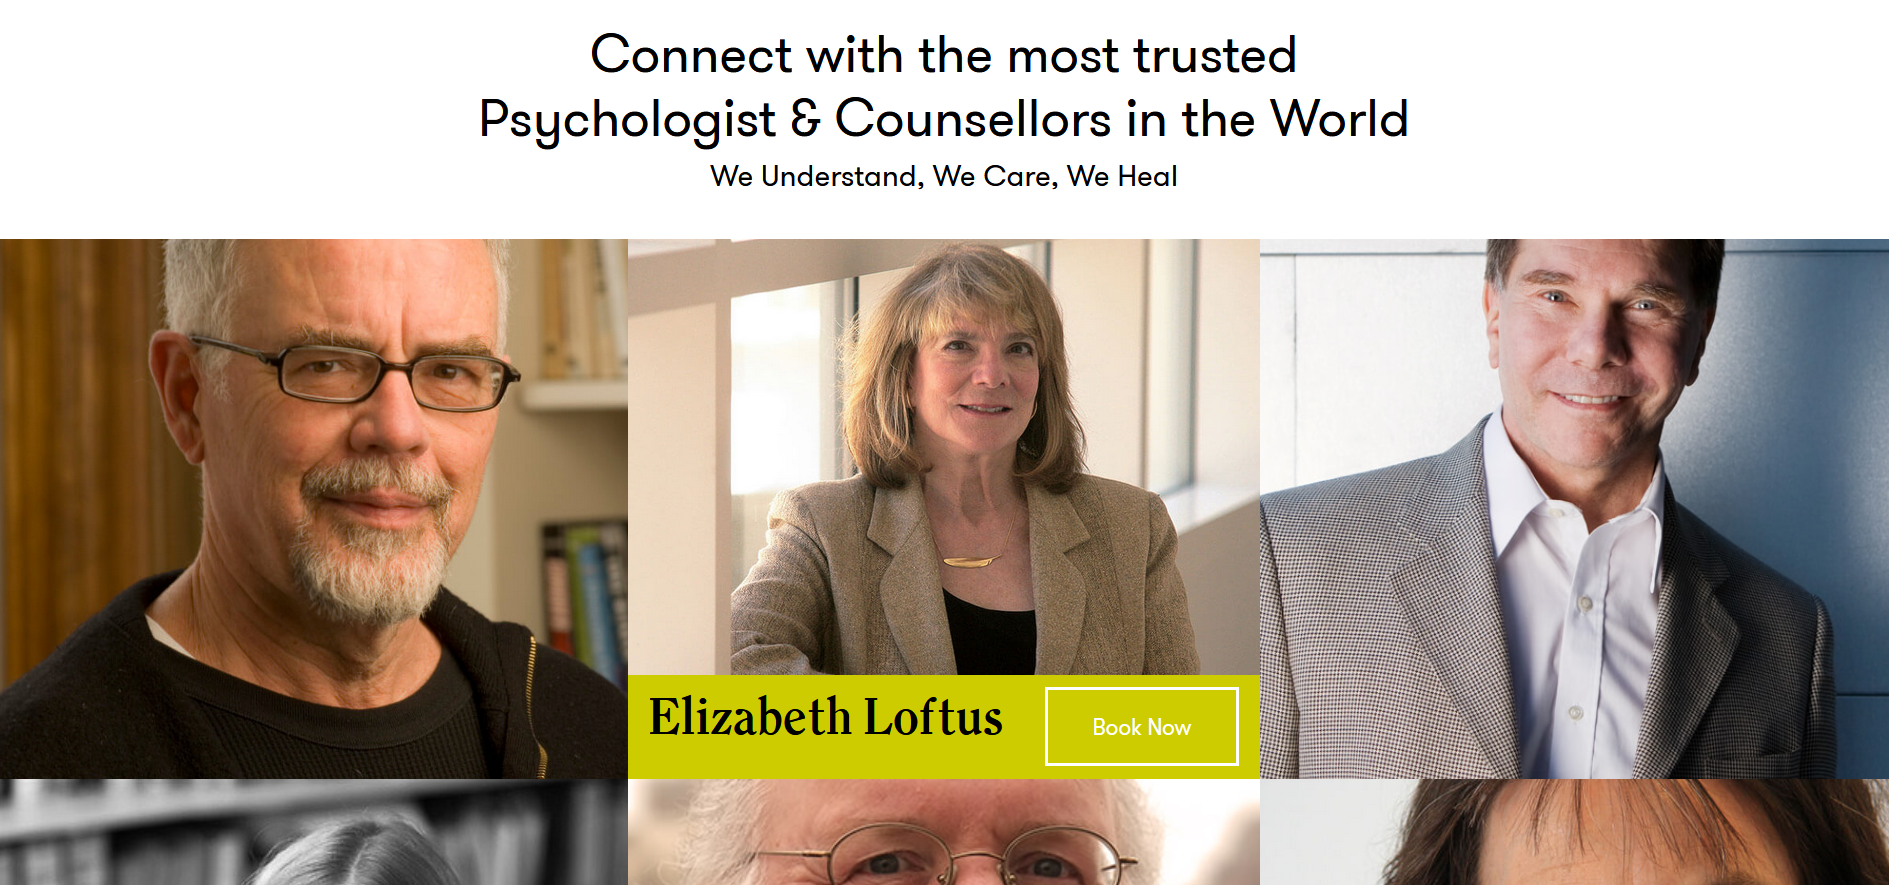 Connect with the most trusted
Psychologist & Counsellors in the World
We Understand, We Care, We Heal
Elizabeth Loftus
Book Now